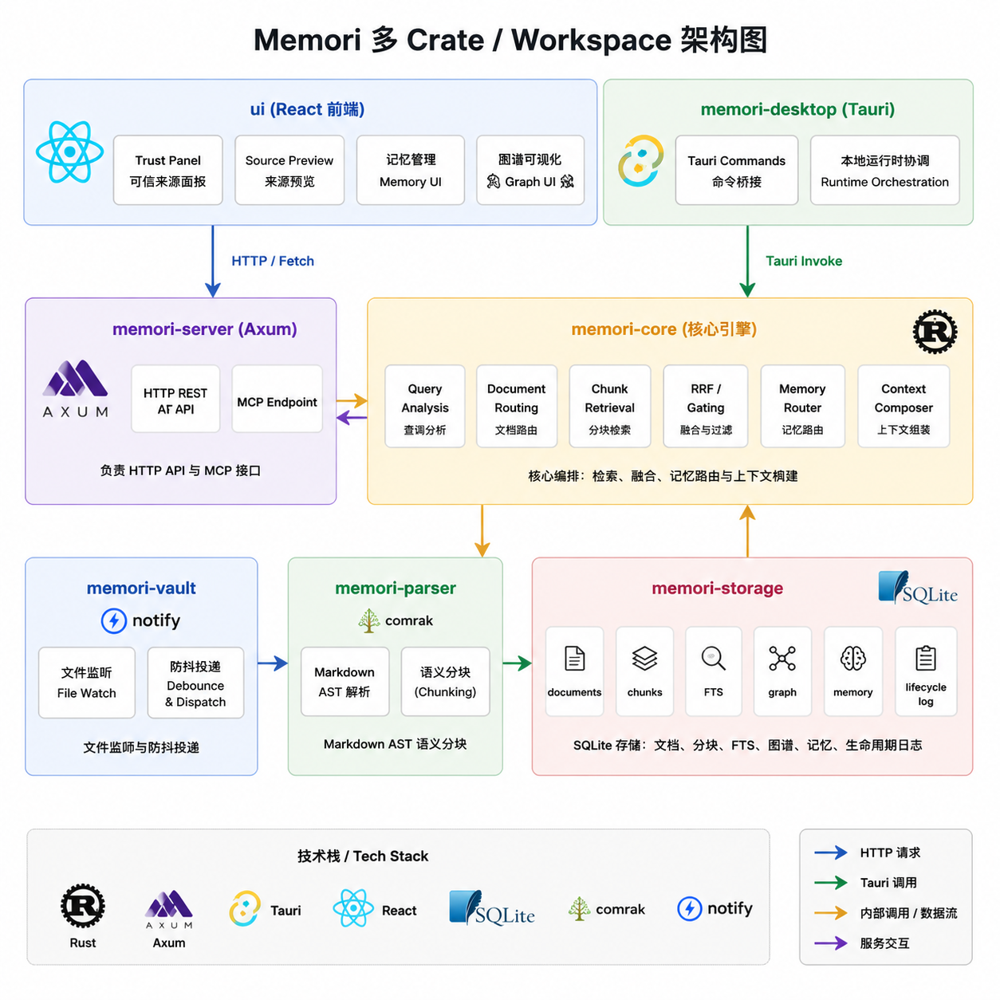 Memori 多 Crate / Workspace 架构图
ui (React 前端)
Trust Panel
可信来源面报
Source Preview
来源预览
记忆管理
Memory UI
图谱可视化
Graph UI
memori-desktop (Tauri)
Tauri Commands
命令桥接
本地运行时协调
Runtime Orchestration
HTTP / Fetch
Tauri Invoke
memori-server (Axum)
AXUM
HTTP REST
API
MCP Endpoint
负责 HTTP API 与 MCP 接口
memori-core (核心引擎)
Query
Analysis
查调分析
Document
Routing
文档路由
Chunk
Retrieval
分块检索
RRF /
Gating
融合与过滤
Memory
Router
记忆路由
Context
Composer
上下文组装
核心编排：检索、融合、记忆路由与上下文构建
memori-vault
notify
文件监听
File Watch
防抖投递
Debounce
& Dispatch
文件监师与防抖投递
memori-parser
comrak
Markdown
AST 解析
语义分块
(Chunking)
Markdown AST 语义分块
memori-storage
SQLite
documents
chunks
FTS
graph
memory
lifecycle
log
SQLite 存储：文档、分块、FTS、图谱、记忆、生命周期日志
技术栈 / Tech Stack
Rust
AXUM
Axum
Tauri
React
SQLite
comrak
notify
HTTP 请求
Tauri 调用
内部调用 / 数据流
服务交互